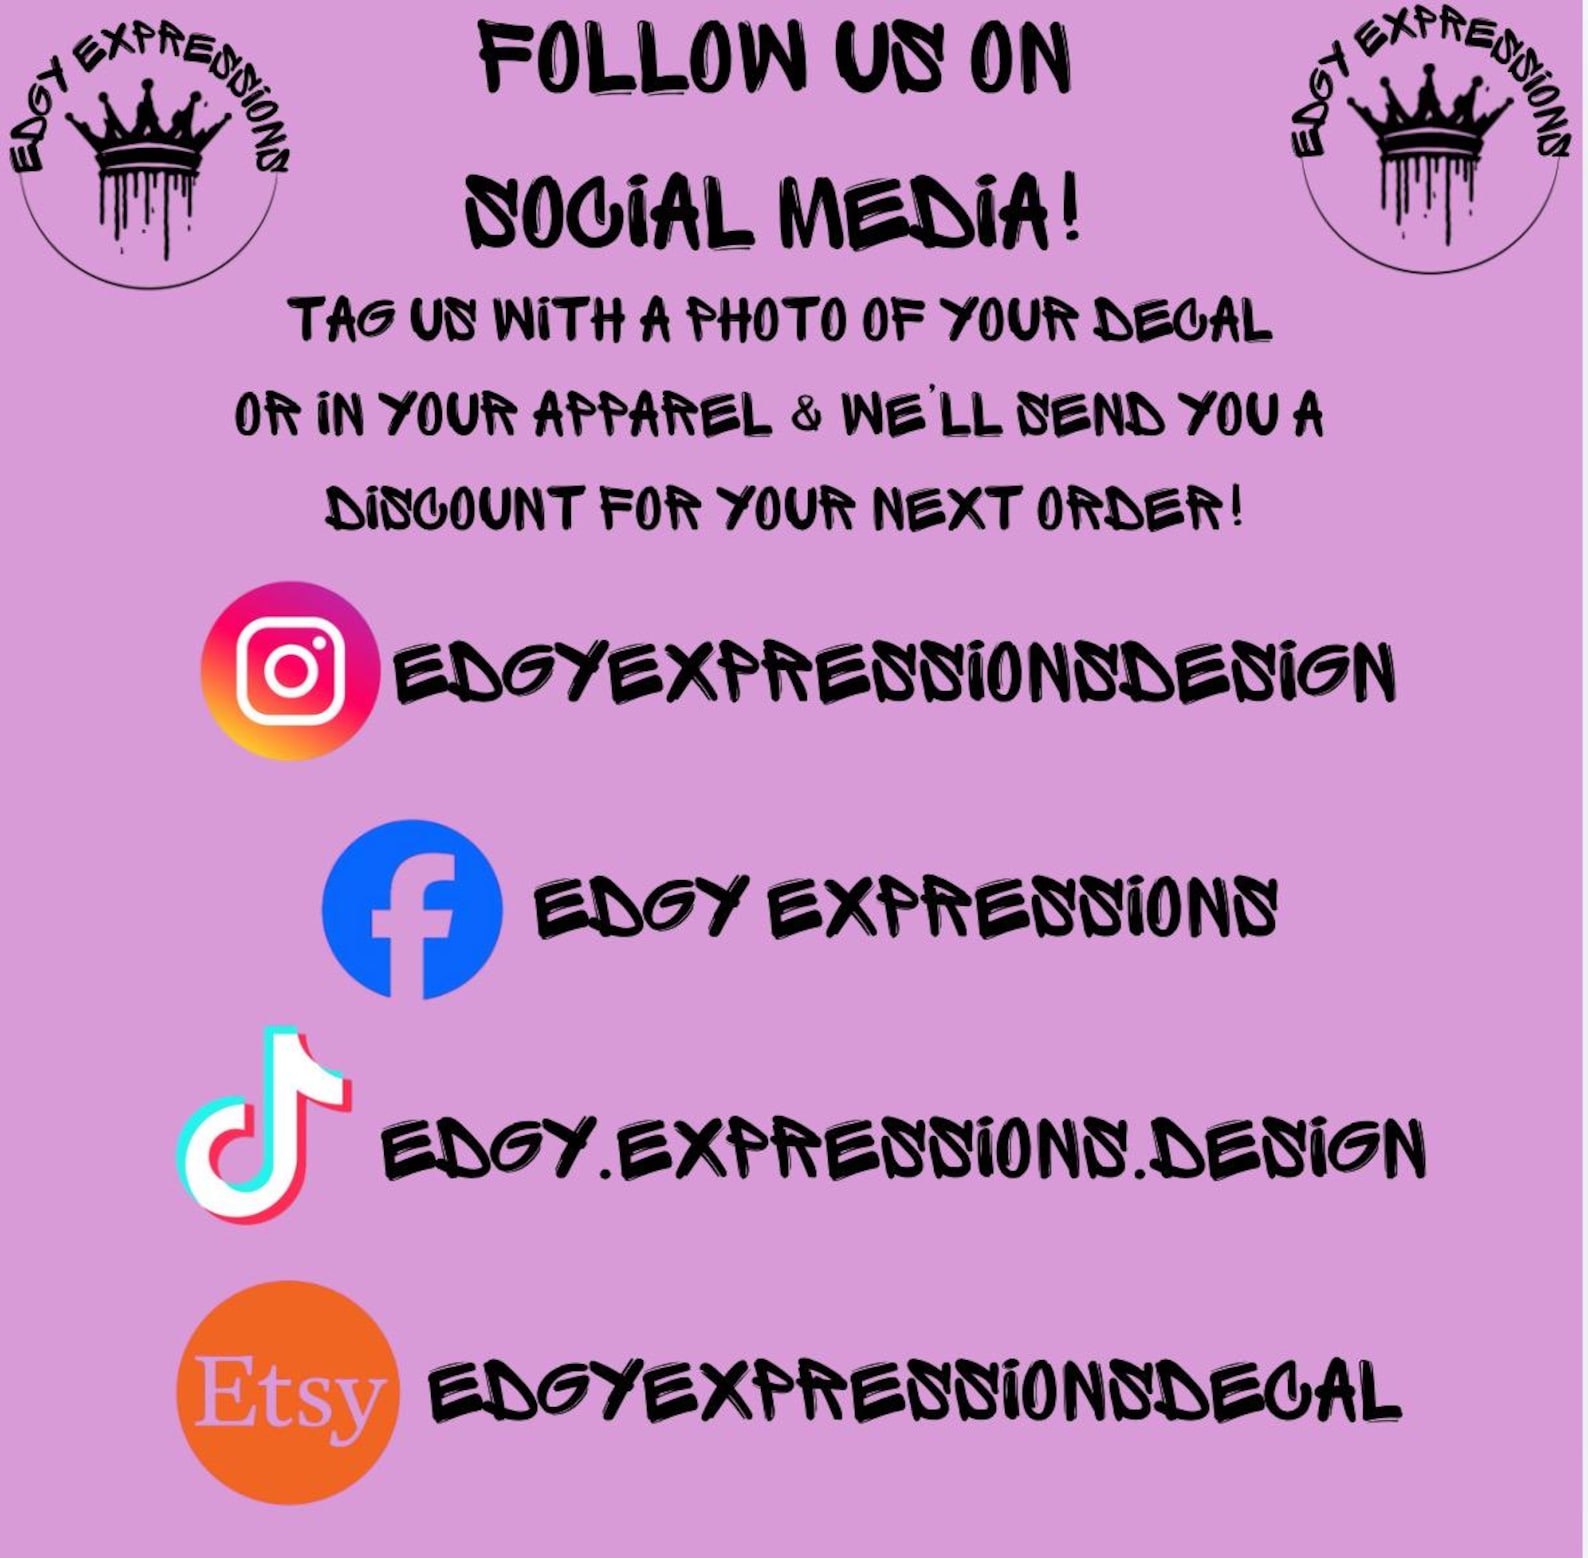 EDGY EXPRESSIONS
EDGY EXPRESSIONS
FOLLOW US ON
SOCIAL MEDIA!
TAG US WITH A PHOTO OF YOUR DECAL
OR IN YOUR APPAREL & WE'LL SEND YOU A
DISCOUNT FOR YOUR NEXT ORDER!
EDGYEXPRESSIONSDESIGN
EDGY EXPRESSIONS
EDGY.EXPRESSIONS.DESIGN
Etsy EDGYEXPRESSIONSDECAL